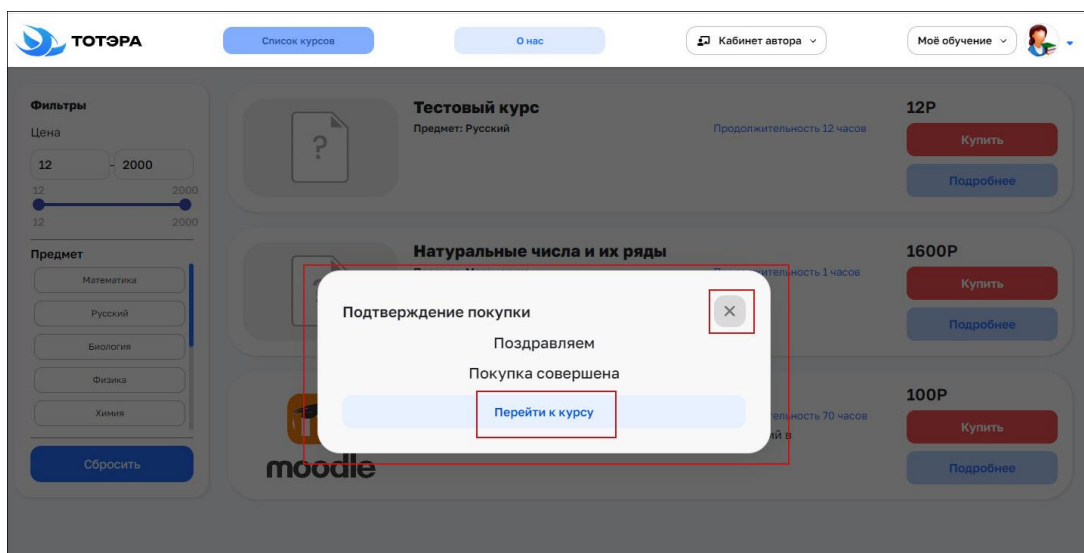 ТОТЭРА
Список курсов
О нас
Кабинет автора
Моё обучение
Фильтры
Цена
12 - 2000
12 2000
12 2000
Предмет
Математика
Русский
Биология
Физика
Химия
Сбросить
Тестовый курс
Предмет: Русский
Продолжительность 12 часов
12Р
Купить
Подробнее
Натуральные числа и их ряды
1600Р
Купить
Подробнее
Подтверждение покупки
Поздравляем
Покупка совершена
Перейти к курсу
moodle
100Р
Купить
Подробнее